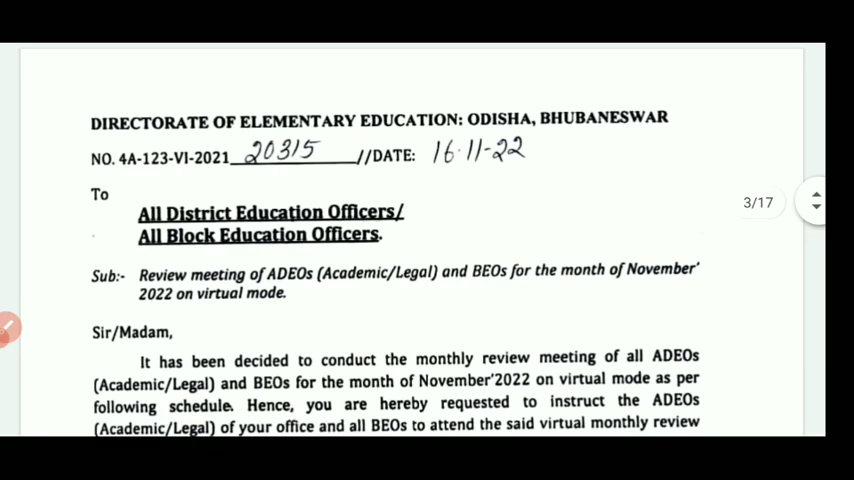 DIRECTORATE OF ELEMENTARY EDUCATION: ODISHA, BHUBANESWAR
NO. 4A-123-VI-2021 20315 //DATE: 16.11-22
To
All District Education Officers/
All Block Education Officers.
3/17
Sub:- Review meeting of ADEOs (Academic/Legal) and BEOs for the month of November'
2022 on virtual mode.
Sir/Madam,
It has been decided to conduct the monthly review meeting of all ADEOs
(Academic/Legal) and BEOs for the month of November'2022 on virtual mode as per
following schedule. Hence, you are hereby requested to instruct the ADEOs
(Academic/Legal) of your office and all BEOs to attend the said virtual monthly review